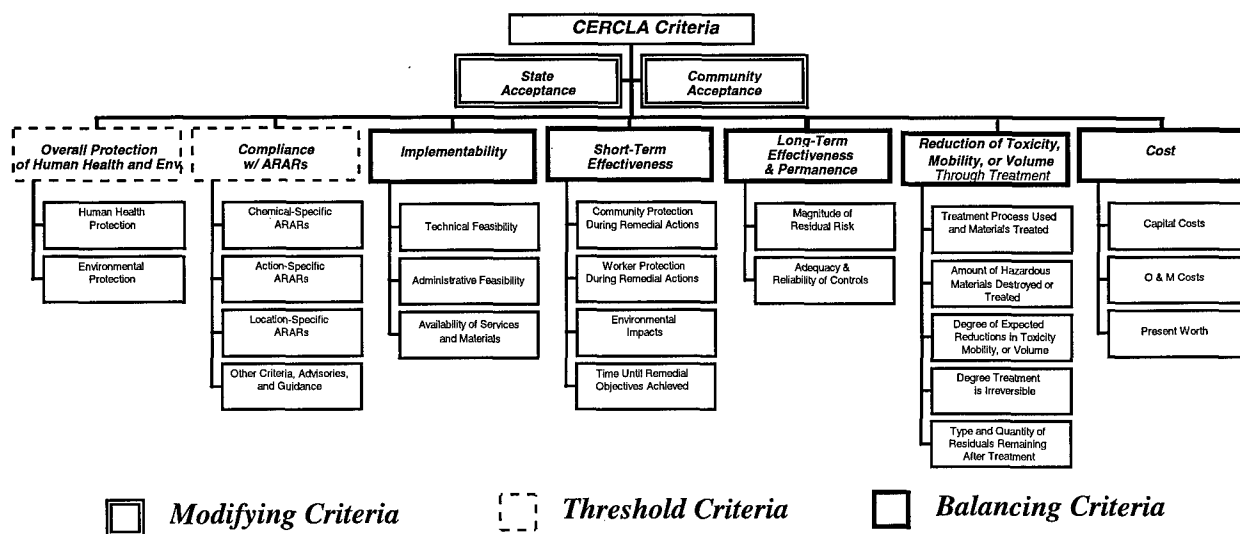 CERCLA Criteria
State
Acceptance
Community
Acceptance
Overall Protection
of Human Health and Env.
Human Health
Protection
Environmental
Protection
Compliance
w/ ARARs
Chemical-Specific
ARARs
Action-Specific
ARARs
Location-Specific
ARARs
Other Criteria, Advisories,
and Guidance
Implementability
Technical Feasibility
Administrative Feasibility
Availability of Services
and Materials
Short-Term
Effectiveness
Community Protection
During Remedial Actions
Worker Protection
During Remedial Actions
Environmental
Impacts
Time Until Remedial
Objectives Achieved
Long-Term
Effectiveness
& Permanence
Magnitude of
Residual Risk
Adequacy &
Reliability of Controls
Reduction of Toxicity,
Mobility, or Volume
Through Treatment
Treatment Process Used
and Materials Treated
Amount of Hazardous
Materials Destroyed or
Treated
Degree of Expected
Reductions in Toxicity
Mobility, or Volume
Degree Treatment
is Irreversible
Type and Quantity of
Residuals Remaining
After Treatment
Cost
Capital Costs
O & M Costs
Present Worth
Modifying Criteria
Threshold Criteria
Balancing Criteria